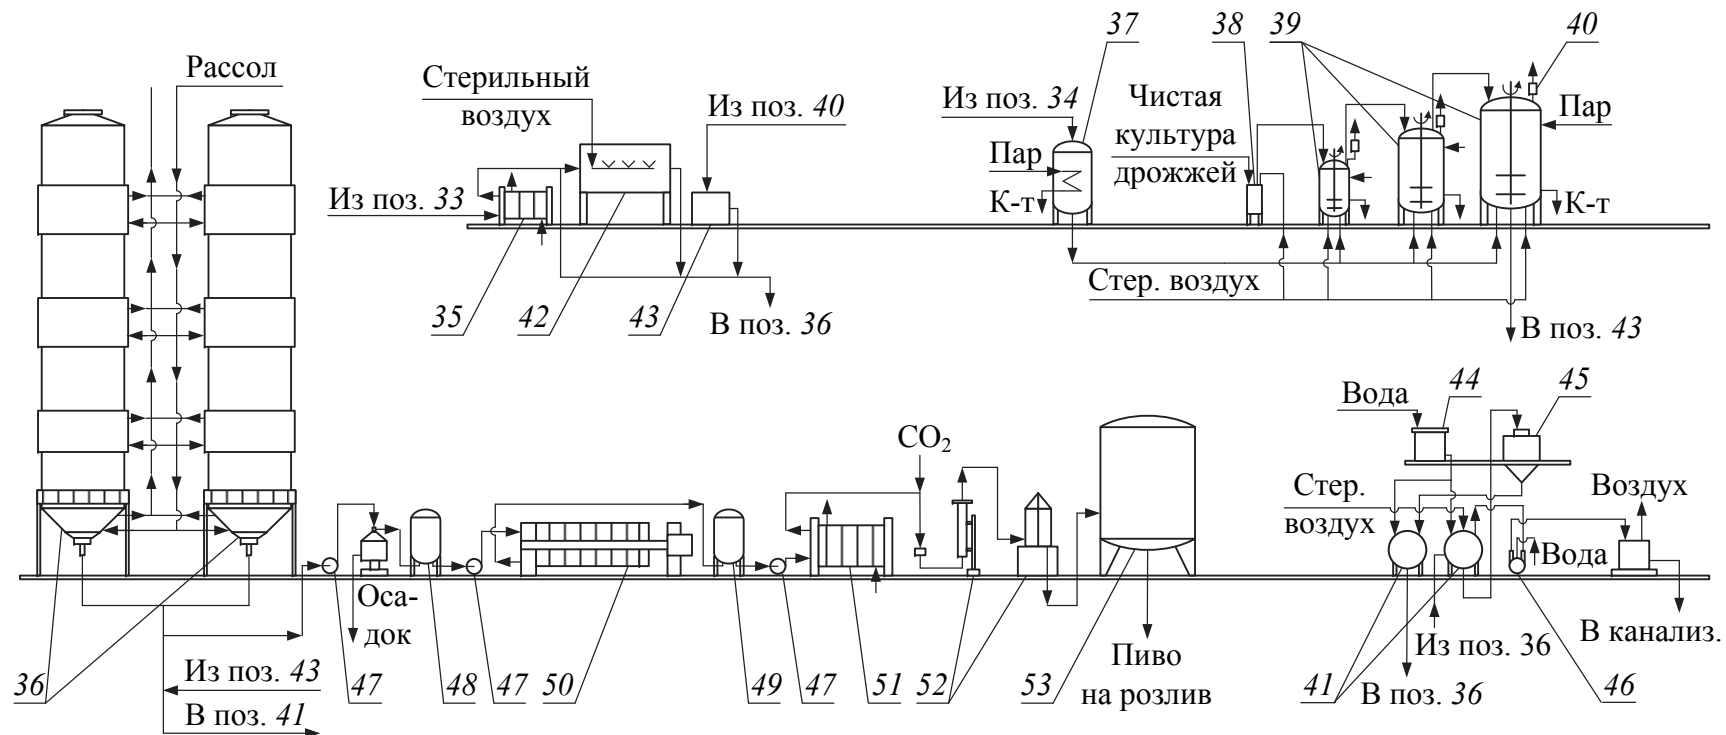 37
38
39
40
Рассол
Стерильный
воздух
Из поз. 40
Из поз. 34
Чистая
культура
дрожжей
Пар
Пар
К-т
К-т
Из поз. 33
Стер. воздух
35
42
43
В поз. 36
В поз. 43
44
45
Вода
CO2
Стер.
воздух
Воздух
Вода
Оса-
док
Из поз. 36
В канализ.
Пиво
на розлив
Из поз. 43
В поз. 41
В поз. 36
36
47
48
47
50
49
47
51
52
53
41
46